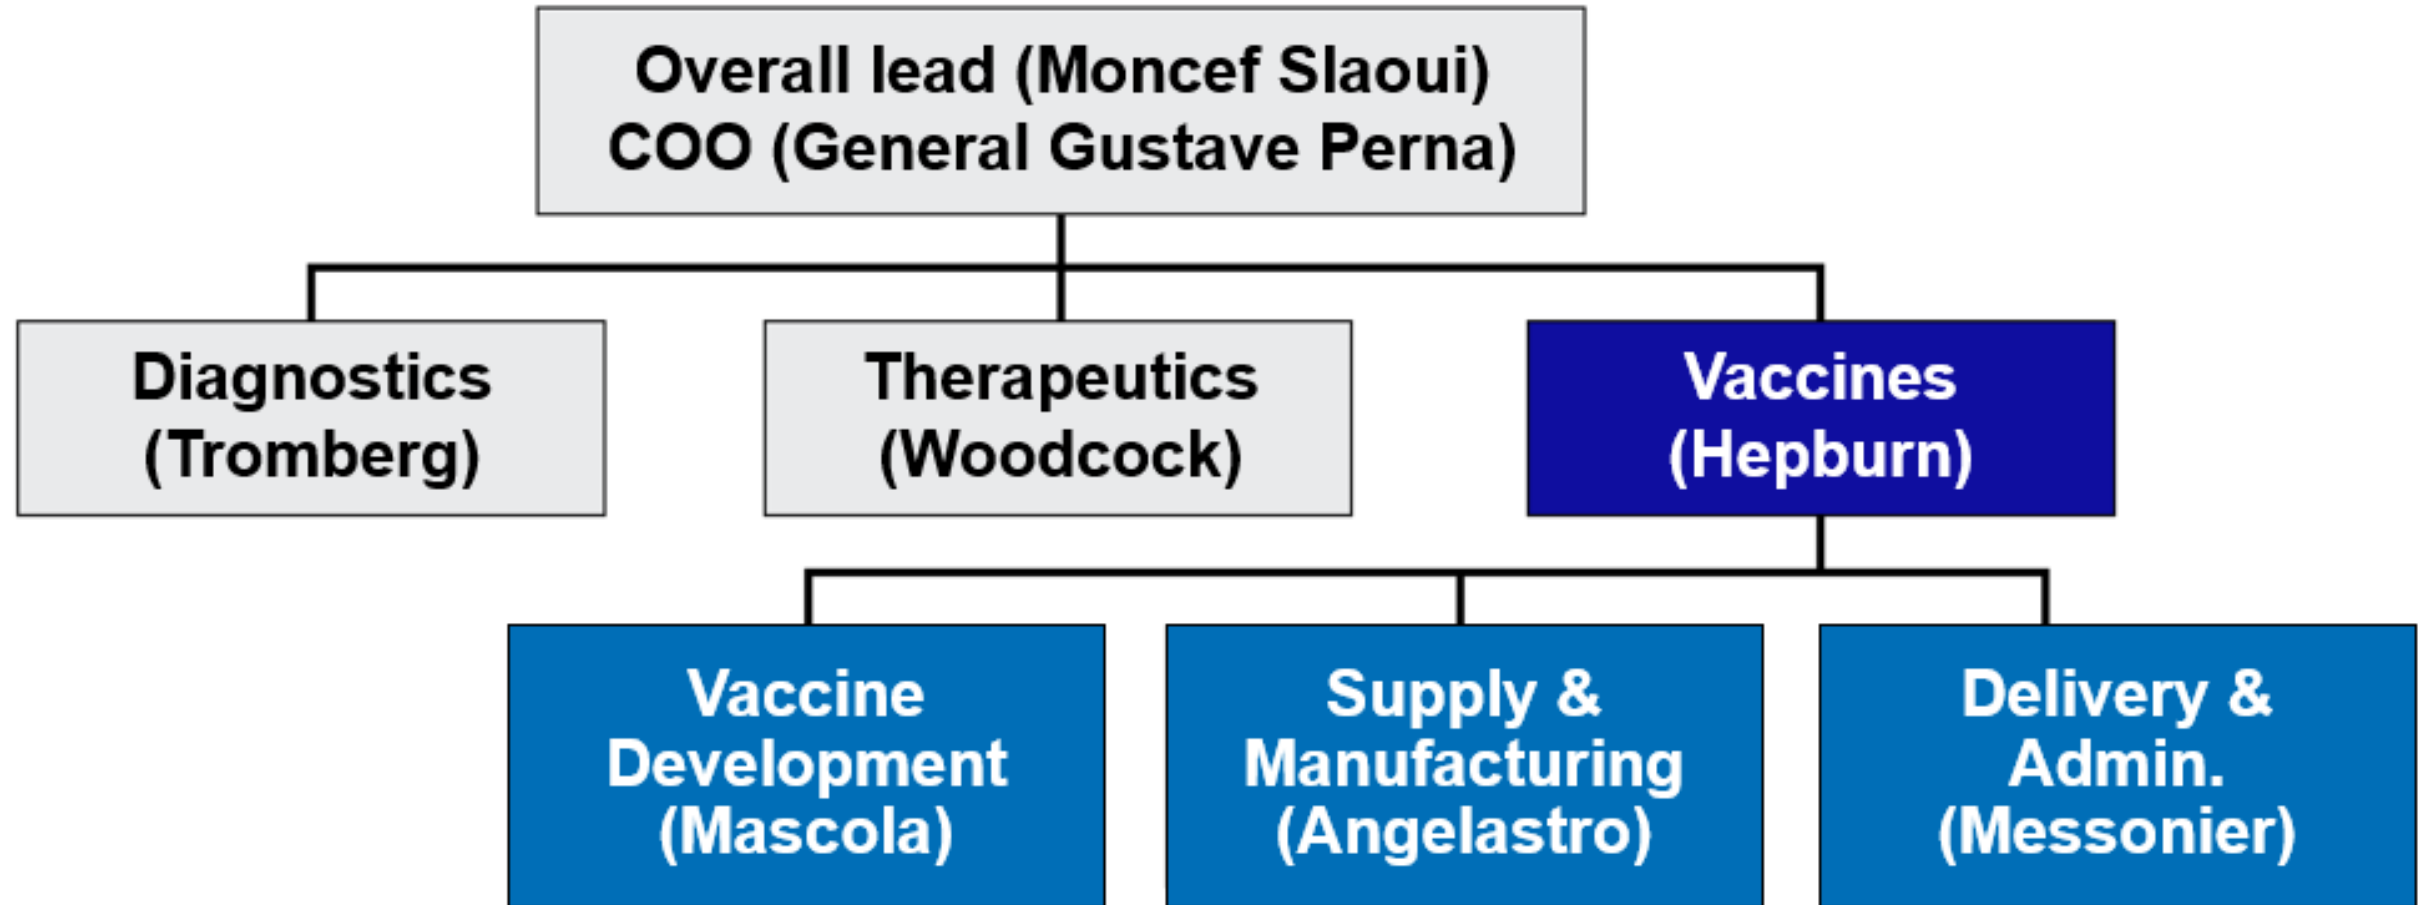 Overall lead (Moncef Slaoui)
COO (General Gustave Perna)
Diagnostics
(Tromberg)
Therapeutics
(Woodcock)
Vaccines
(Hepburn)
Vaccine
Development
(Mascola)
Supply &
Manufacturing
(Angelastro)
Delivery &
Admin.
(Messonier)